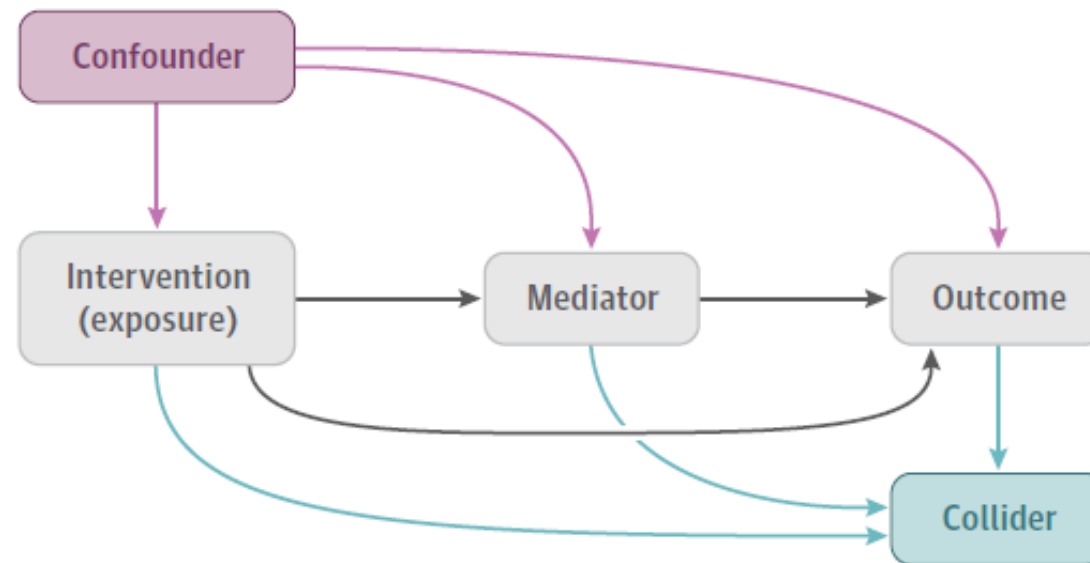 Confounder
Intervention
(exposure)
Mediator
Outcome
Collider